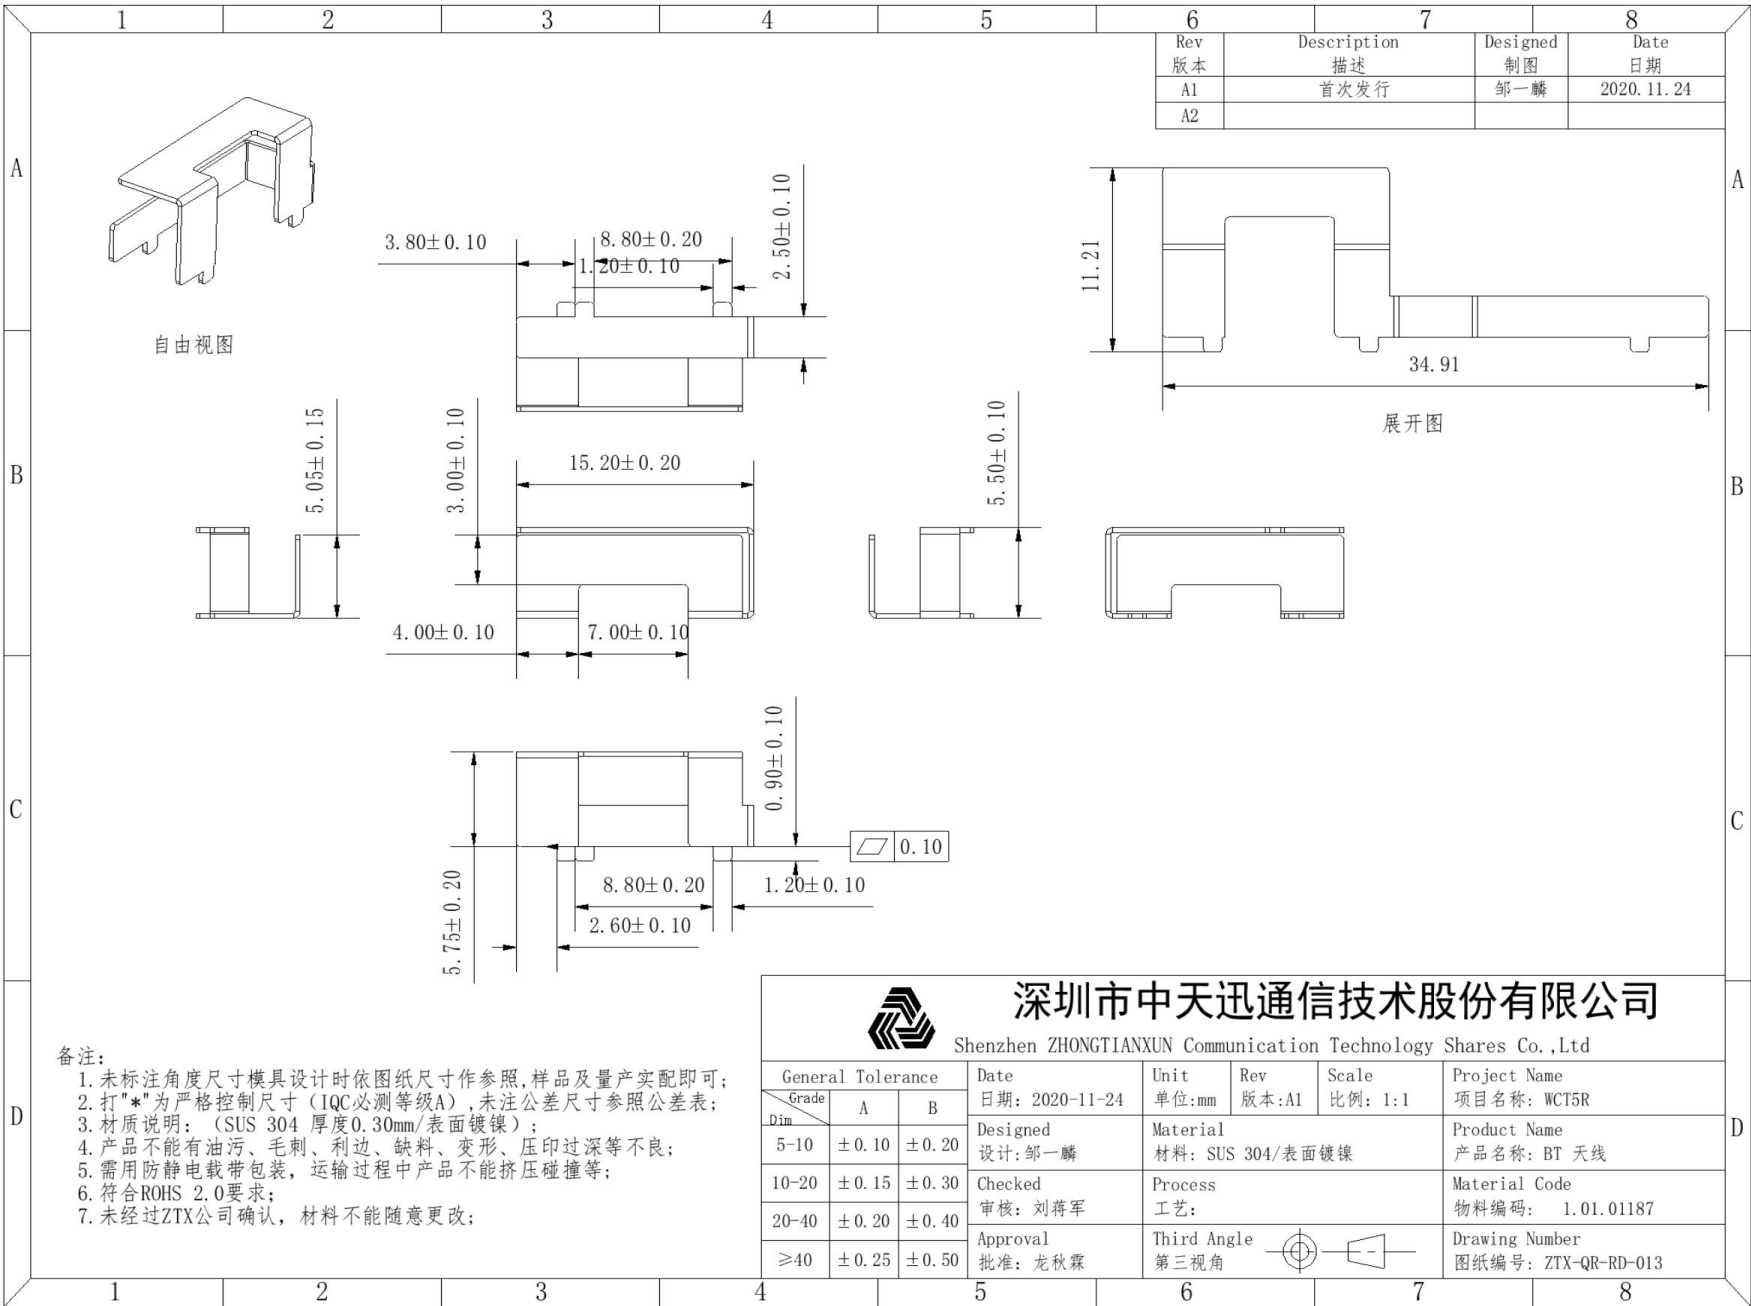 1 2 3 4 5 6 7 8
Rev Description Designed Date
版本 描述 制图 日期
A1 首次发行 邹一麟 2020.11.24
A2
A A
3.80±0.10
8.80±0.20
1.20±0.10
2.50±0.10
11.21
34.91
自由视图
展开图
B B
5.05±0.15
3.00±0.10
15.20±0.20
5.50±0.10
4.00±0.10
7.00±0.10
C C
0.90±0.10
0.10
5.75±0.20
8.80±0.20
1.20±0.10
2.60±0.10
D D
备注:
1.未标注角度尺寸模具设计时依图纸尺寸作参照,样品及量产实配即可;
2.打"*"为严格控制尺寸(IQC必测等级A),未注公差尺寸参照公差表;
3.材质说明:(SUS 304 厚度0.30mm/表面镀镍);
4.产品不能有油污、毛刺、利边、缺料、变形、压印过深等不良;
5.需用防静电载带包装,运输过程中产品不能挤压碰撞等;
6.符合ROHS 2.0要求;
7.未经过ZTX公司确认,材料不能随意更改;
深圳市中天迅通信技术股份有限公司
Shenzhen ZHONGTIANXUN Communication Technology Shares Co.,Ltd
General Tolerance
Grade
Dim
A B
5-10 ±0.10 ±0.20
10-20 ±0.15 ±0.30
20-40 ±0.20 ±0.40
≥40 ±0.25 ±0.50
Date
日期: 2020-11-24
Unit
单位:mm
Rev
版本:A1
Scale
比例: 1:1
Project Name
项目名称: WCT5R
Designed
设计:邹一麟
Material
材料: SUS 304/表面镀镍
Product Name
产品名称: BT 天线
Checked
审核: 刘蒋军
Process
工艺:
Material Code
物料编码: 1.01.01187
Approval
批准: 龙秋霖
Third Angle
第三视角
Drawing Number
图纸编号: ZTX-QR-RD-013
1 2 3 4 5 6 7 8